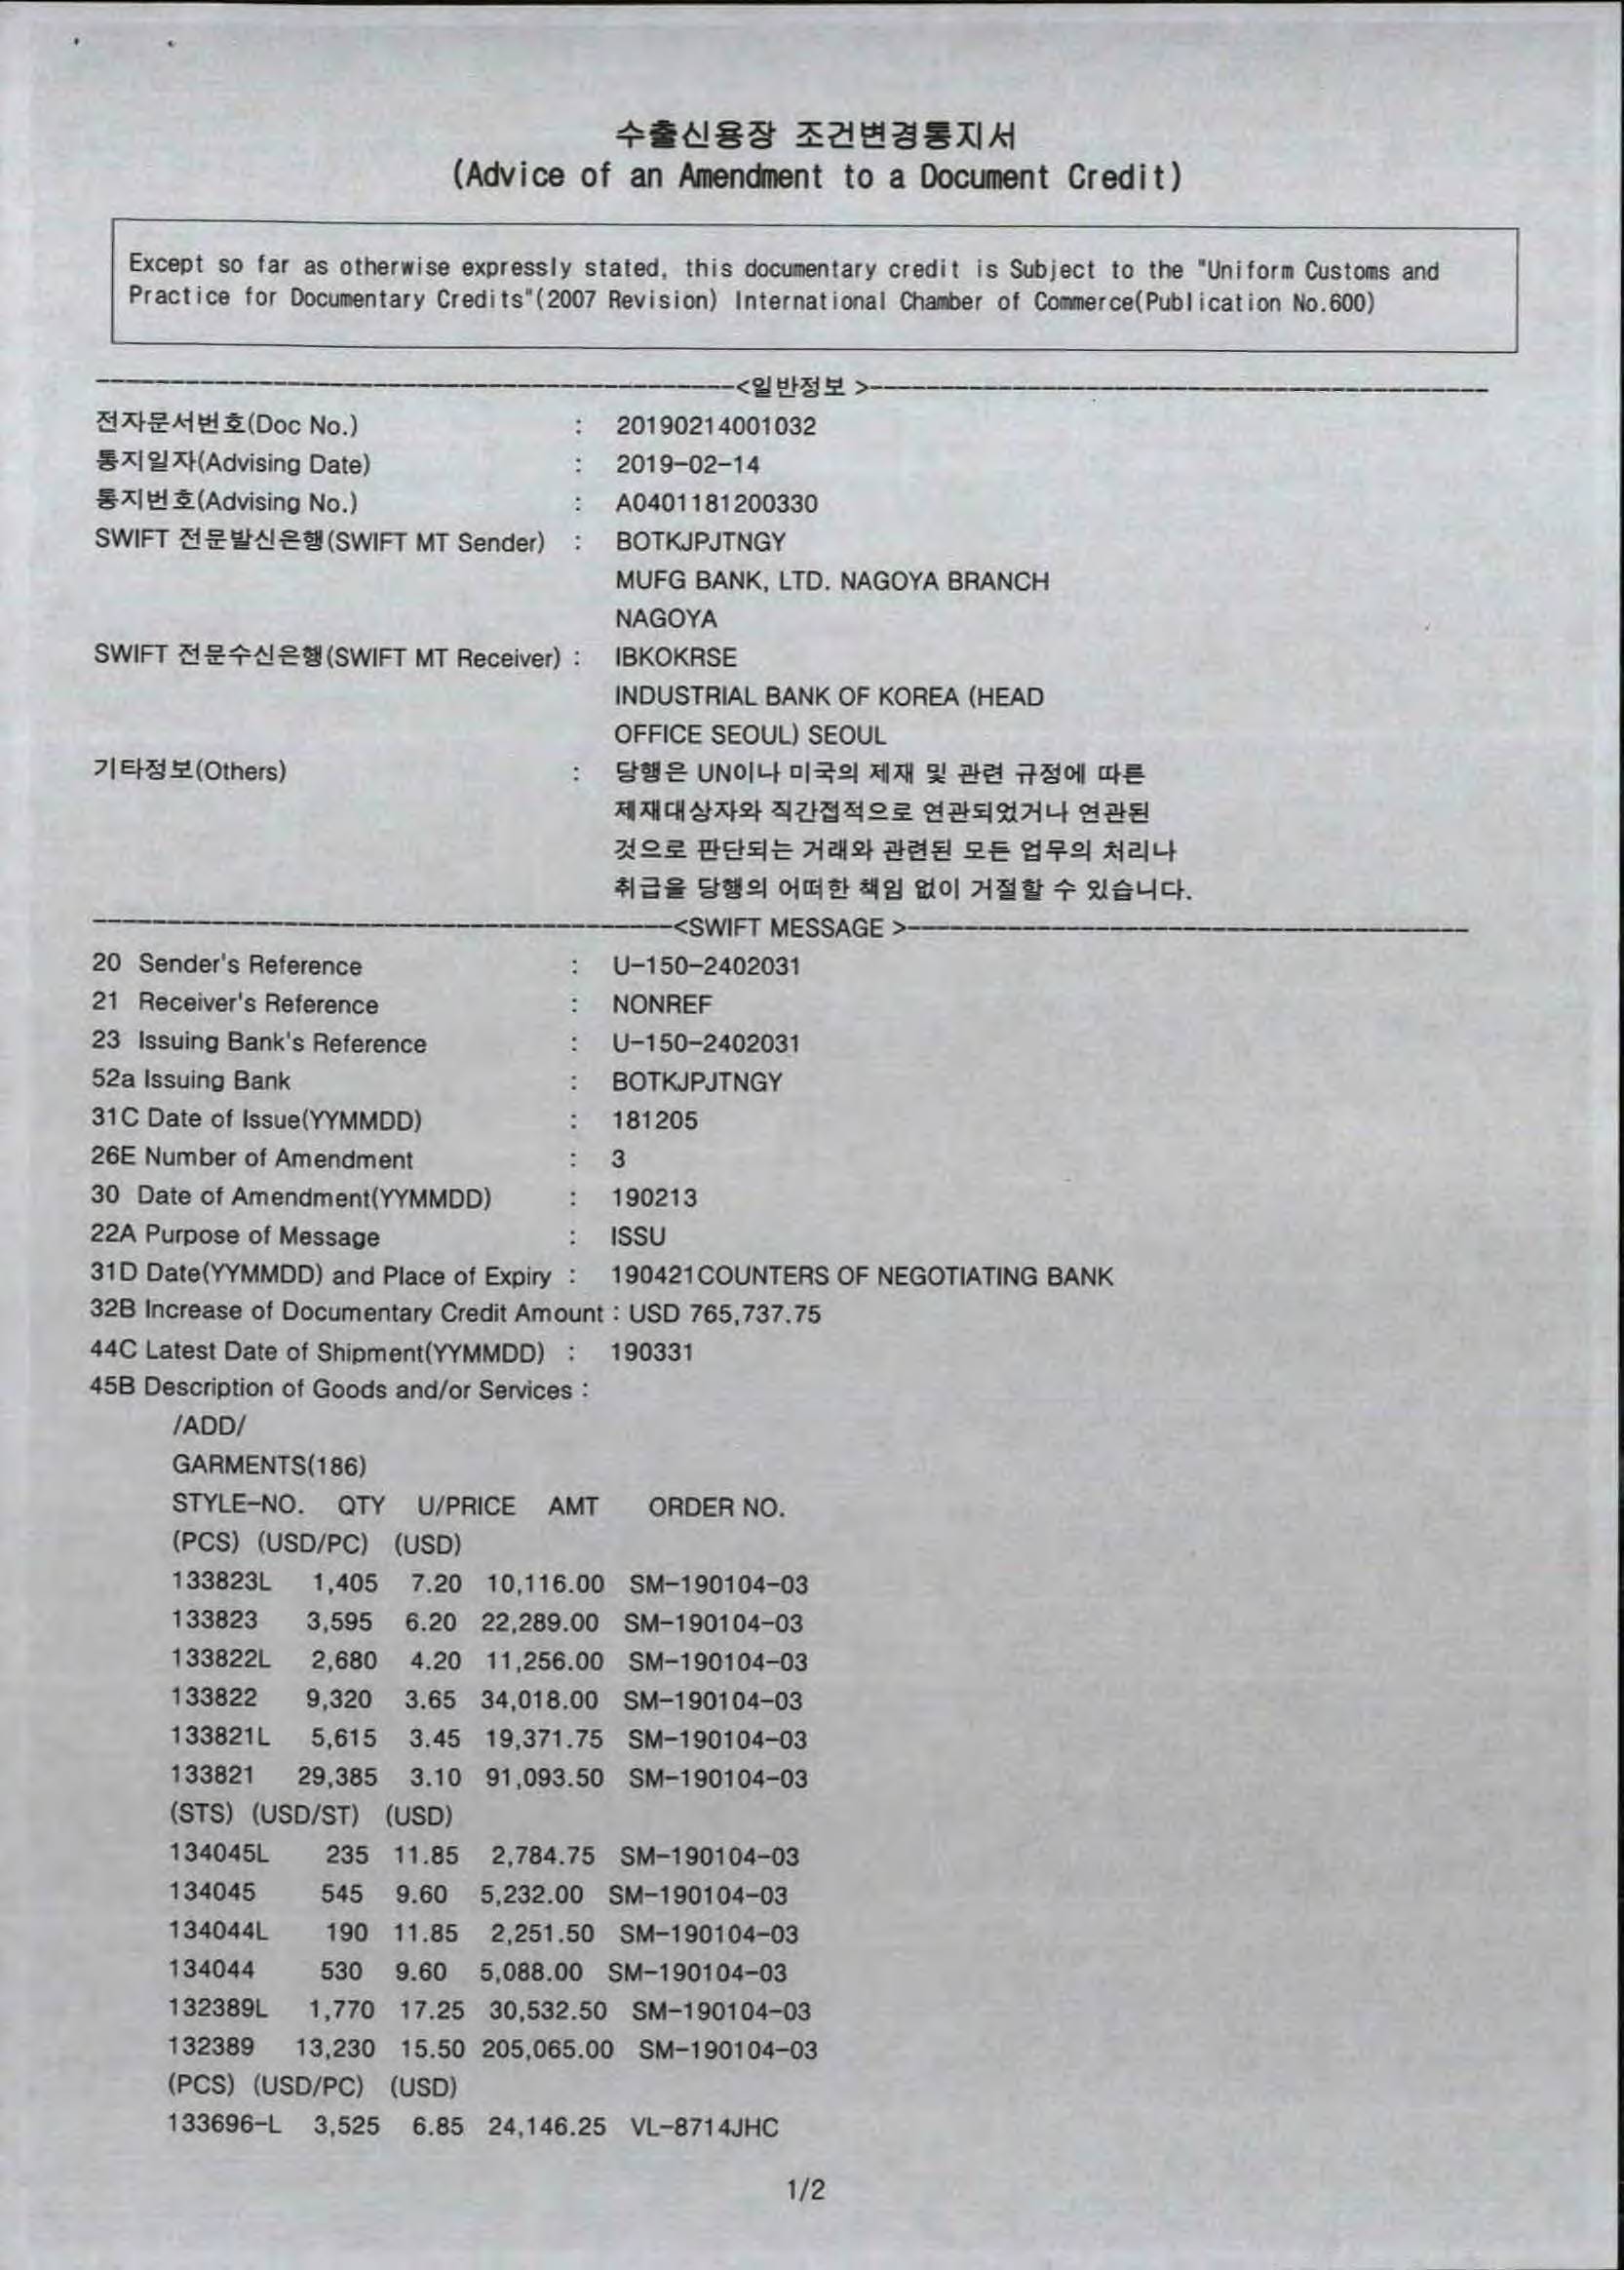 수출신용장 조건변경통지서
(Advice of an Amendment to a Document Credit)
Except so far as otherwise expressly stated, this documentary credit is Subject to the "Uniform Customs and
Practice for Documentary Credits"(2007 Revision) International Chamber of Commerce(Publication No.600)
<일반정보 >
전자문서번호(Doc No.) : 20190214001032
통지일자(Advising Date) : 2019-02-14
통지번호(Advising No.) : A0401181200330
SWIFT 전문발신은행(SWIFT MT Sender) : BOTKJPJTNGY
MUFG BANK, LTD. NAGOYA BRANCH
NAGOYA
SWIFT 전문수신은행(SWIFT MT Receiver) : IBKOKRSE
INDUSTRIAL BANK OF KOREA (HEAD
OFFICE SEOUL) SEOUL
기타정보(Others) : 당행은 UN이나 미국의 제재 및 관련 규정에 따른
제재대상자와 직간접적으로 연관되었거나 연관된
것으로 판단되는 거래와 관련된 모든 업무의 처리나
취급을 당행의 어떠한 책임 없이 거절할 수 있습니다.
<SWIFT MESSAGE >
20 Sender's Reference : U-150-2402031
21 Receiver's Reference : NONREF
23 Issuing Bank's Reference : U-150-2402031
52a Issuing Bank : BOTKJPJTNGY
31C Date of Issue(YYMMDD) : 181205
26E Number of Amendment : 3
30 Date of Amendment(YYMMDD) : 190213
22A Purpose of Message : ISSU
31D Date(YYMMDD) and Place of Expiry : 190421COUNTERS OF NEGOTIATING BANK
32B Increase of Documentary Credit Amount : USD 765,737.75
44C Latest Date of Shipment(YYMMDD) : 190331
45B Description of Goods and/or Services :
/ADD/
GARMENTS(186)
STYLE-NO. QTY U/PRICE AMT ORDER NO.
(PCS) (USD/PC) (USD)
133823L 1,405 7.20 10,116.00 SM-190104-03
133823 3,595 6.20 22,289.00 SM-190104-03
133822L 2,680 4.20 11,256.00 SM-190104-03
133822 9,320 3.65 34,018.00 SM-190104-03
133821L 5,615 3.45 19,371.75 SM-190104-03
133821 29,385 3.10 91,093.50 SM-190104-03
(STS) (USD/ST) (USD)
134045L 235 11.85 2,784.75 SM-190104-03
134045 545 9.60 5,232.00 SM-190104-03
134044L 190 11.85 2,251.50 SM-190104-03
134044 530 9.60 5,088.00 SM-190104-03
132389L 1,770 17.25 30,532.50 SM-190104-03
132389 13,230 15.50 205,065.00 SM-190104-03
(PCS) (USD/PC) (USD)
133696-L 3,525 6.85 24,146.25 VL-8714JHC
1/2